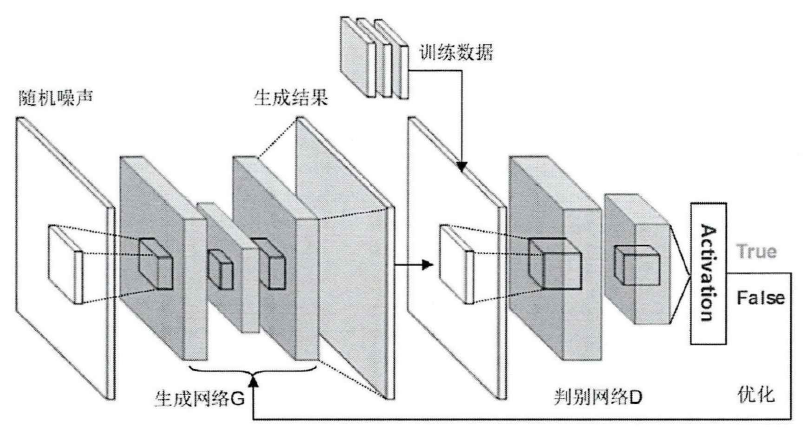 训练数据
随机噪声
生成结果
Activation
True
False
生成网络G
判别网络D
优化